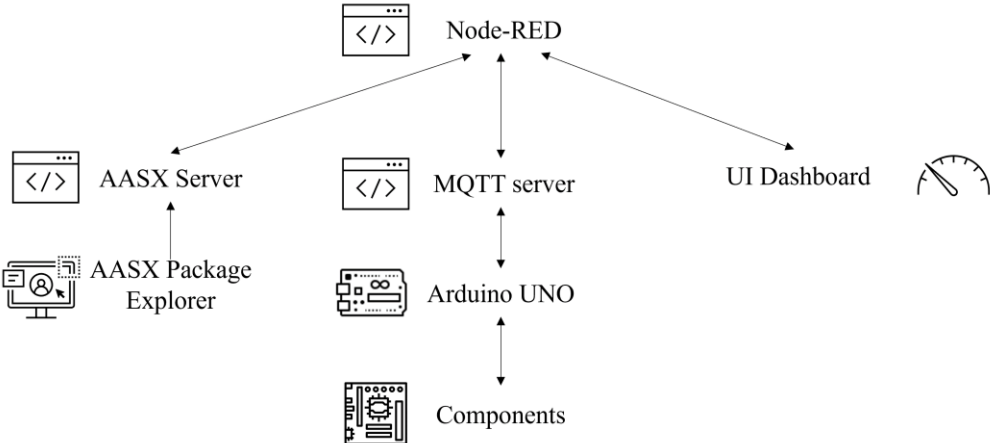 Node-RED
AASX Server
MQTT server
UI Dashboard
AASX Package
Explorer
Arduino UNO
Components